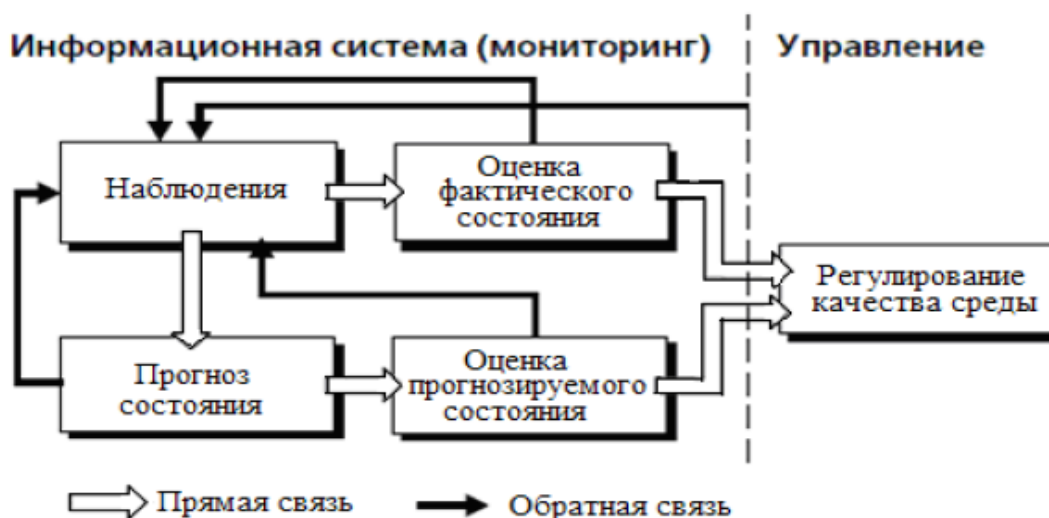 Информационная система (мониторинг)
Управление
Наблюдения
Оценка
фактического
состояния
Регулирование
качества среды
Прогноз
состояния
Оценка
прогнозируемого
состояния
Прямая связь
Обратная связь